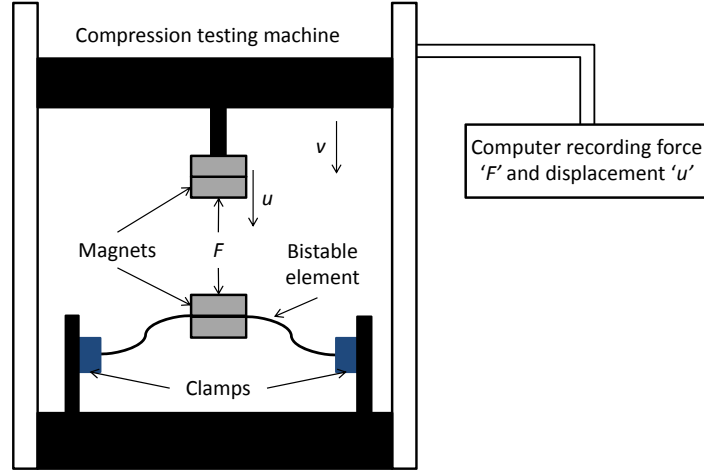 Compression testing machine
v
Computer recording force
‘F’ and displacement ‘u’
u
Magnets
F
Bistable
element
Clamps